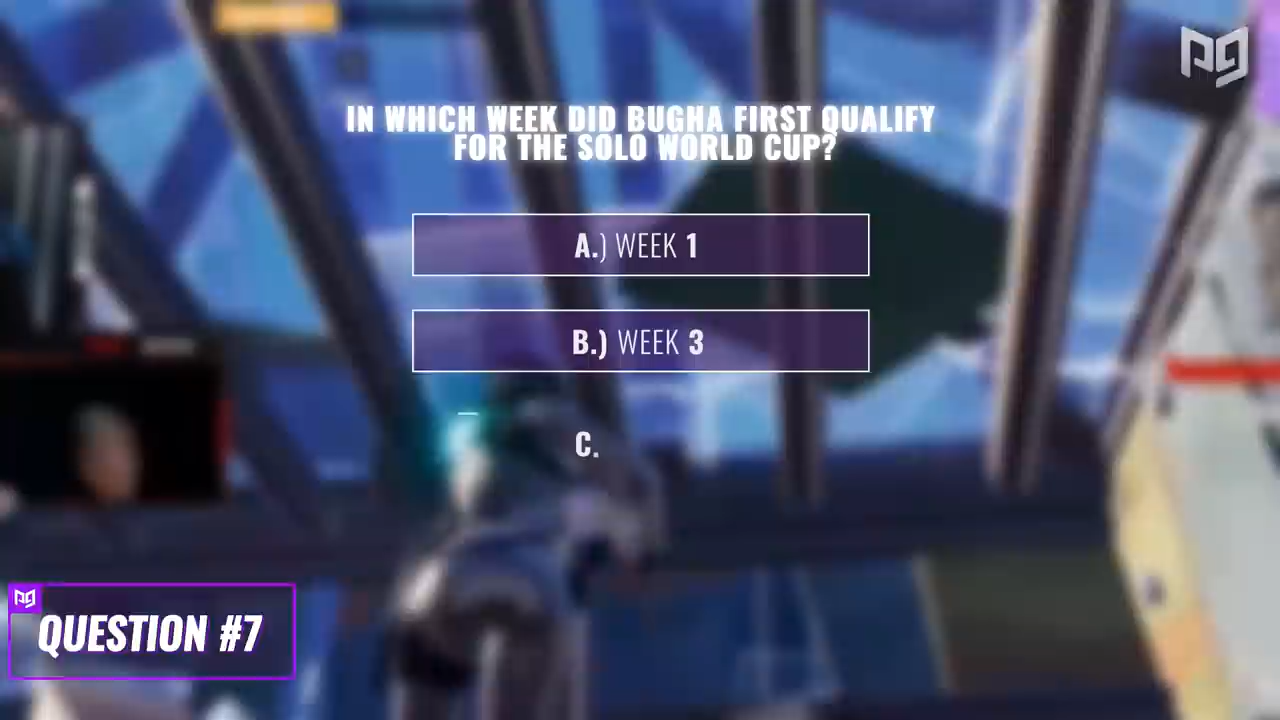 IN WHICH WEEK DID BUGHA FIRST QUALIFY
FOR THE SOLO WORLD CUP?
A.) WEEK 1
B.) WEEK 3
C.
QUESTION #7